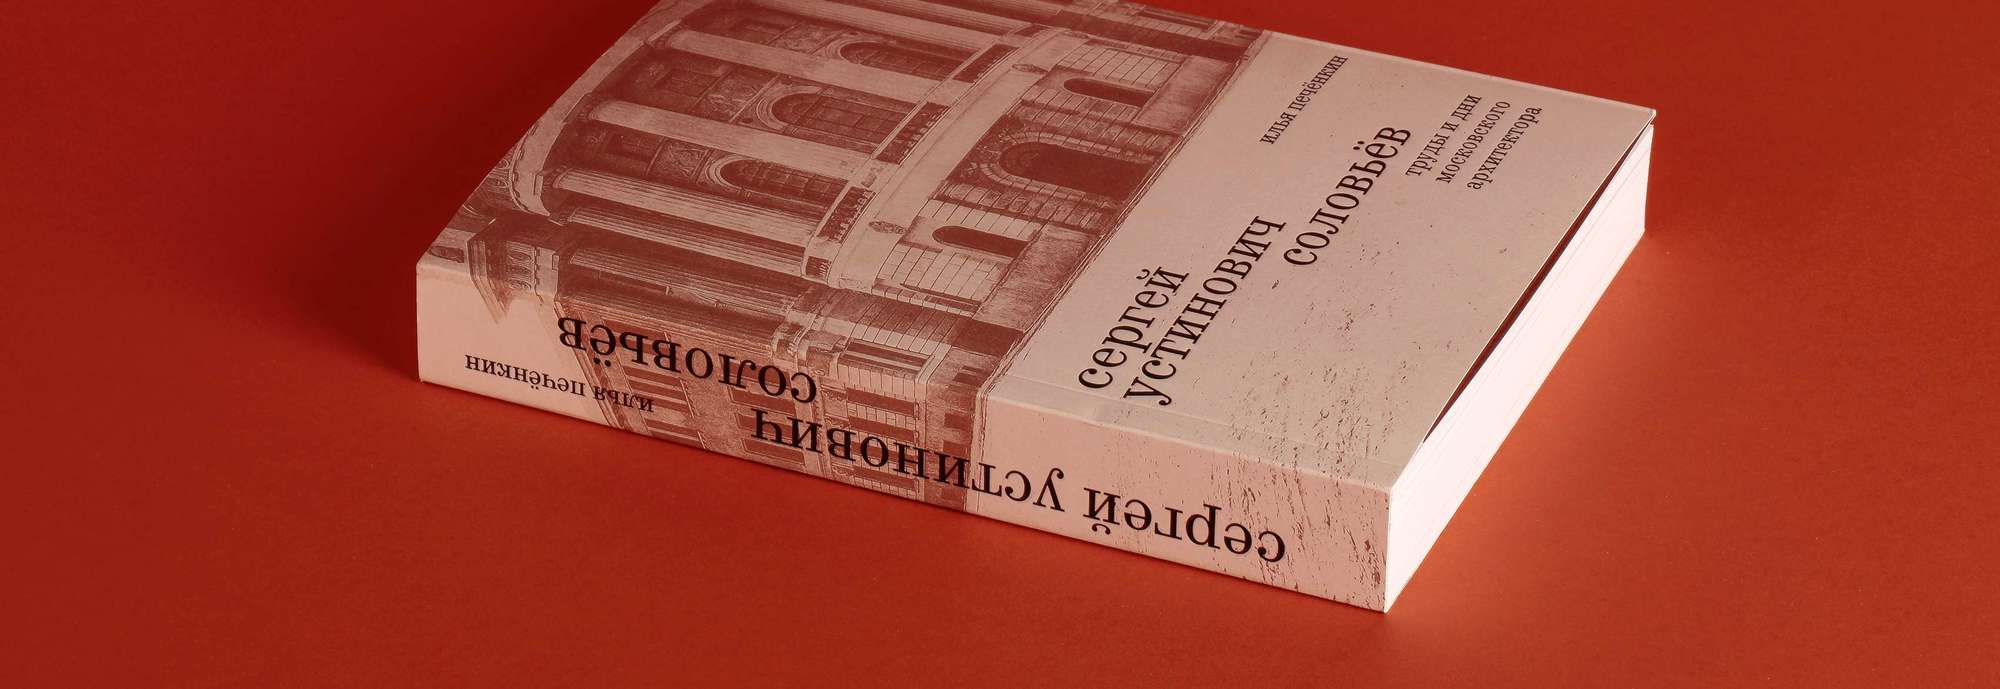 илья печёнкин
сергей
устинович
соловьёв
труды и дни
московского
архитектора
сергей устинович
соловьёв
илья печёнкин